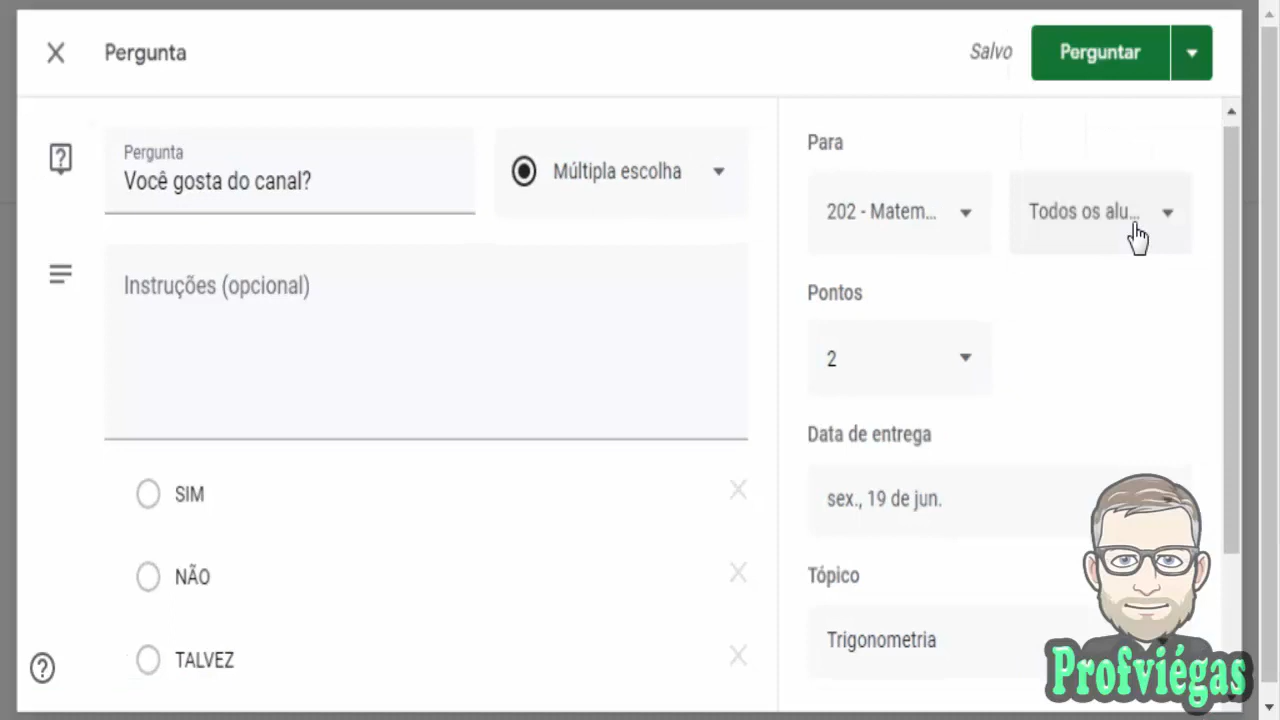 Pergunta
Salvo
Perguntar
Pergunta
Você gosta do canal?
Múltipla escolha
Instruções (opcional)
SIM
NÃO
TALVEZ
Para
202 - Matem...
Todos os alu...
Pontos
2
Data de entrega
sex., 19 de jun.
Tópico
Trigonometria
Profviégas